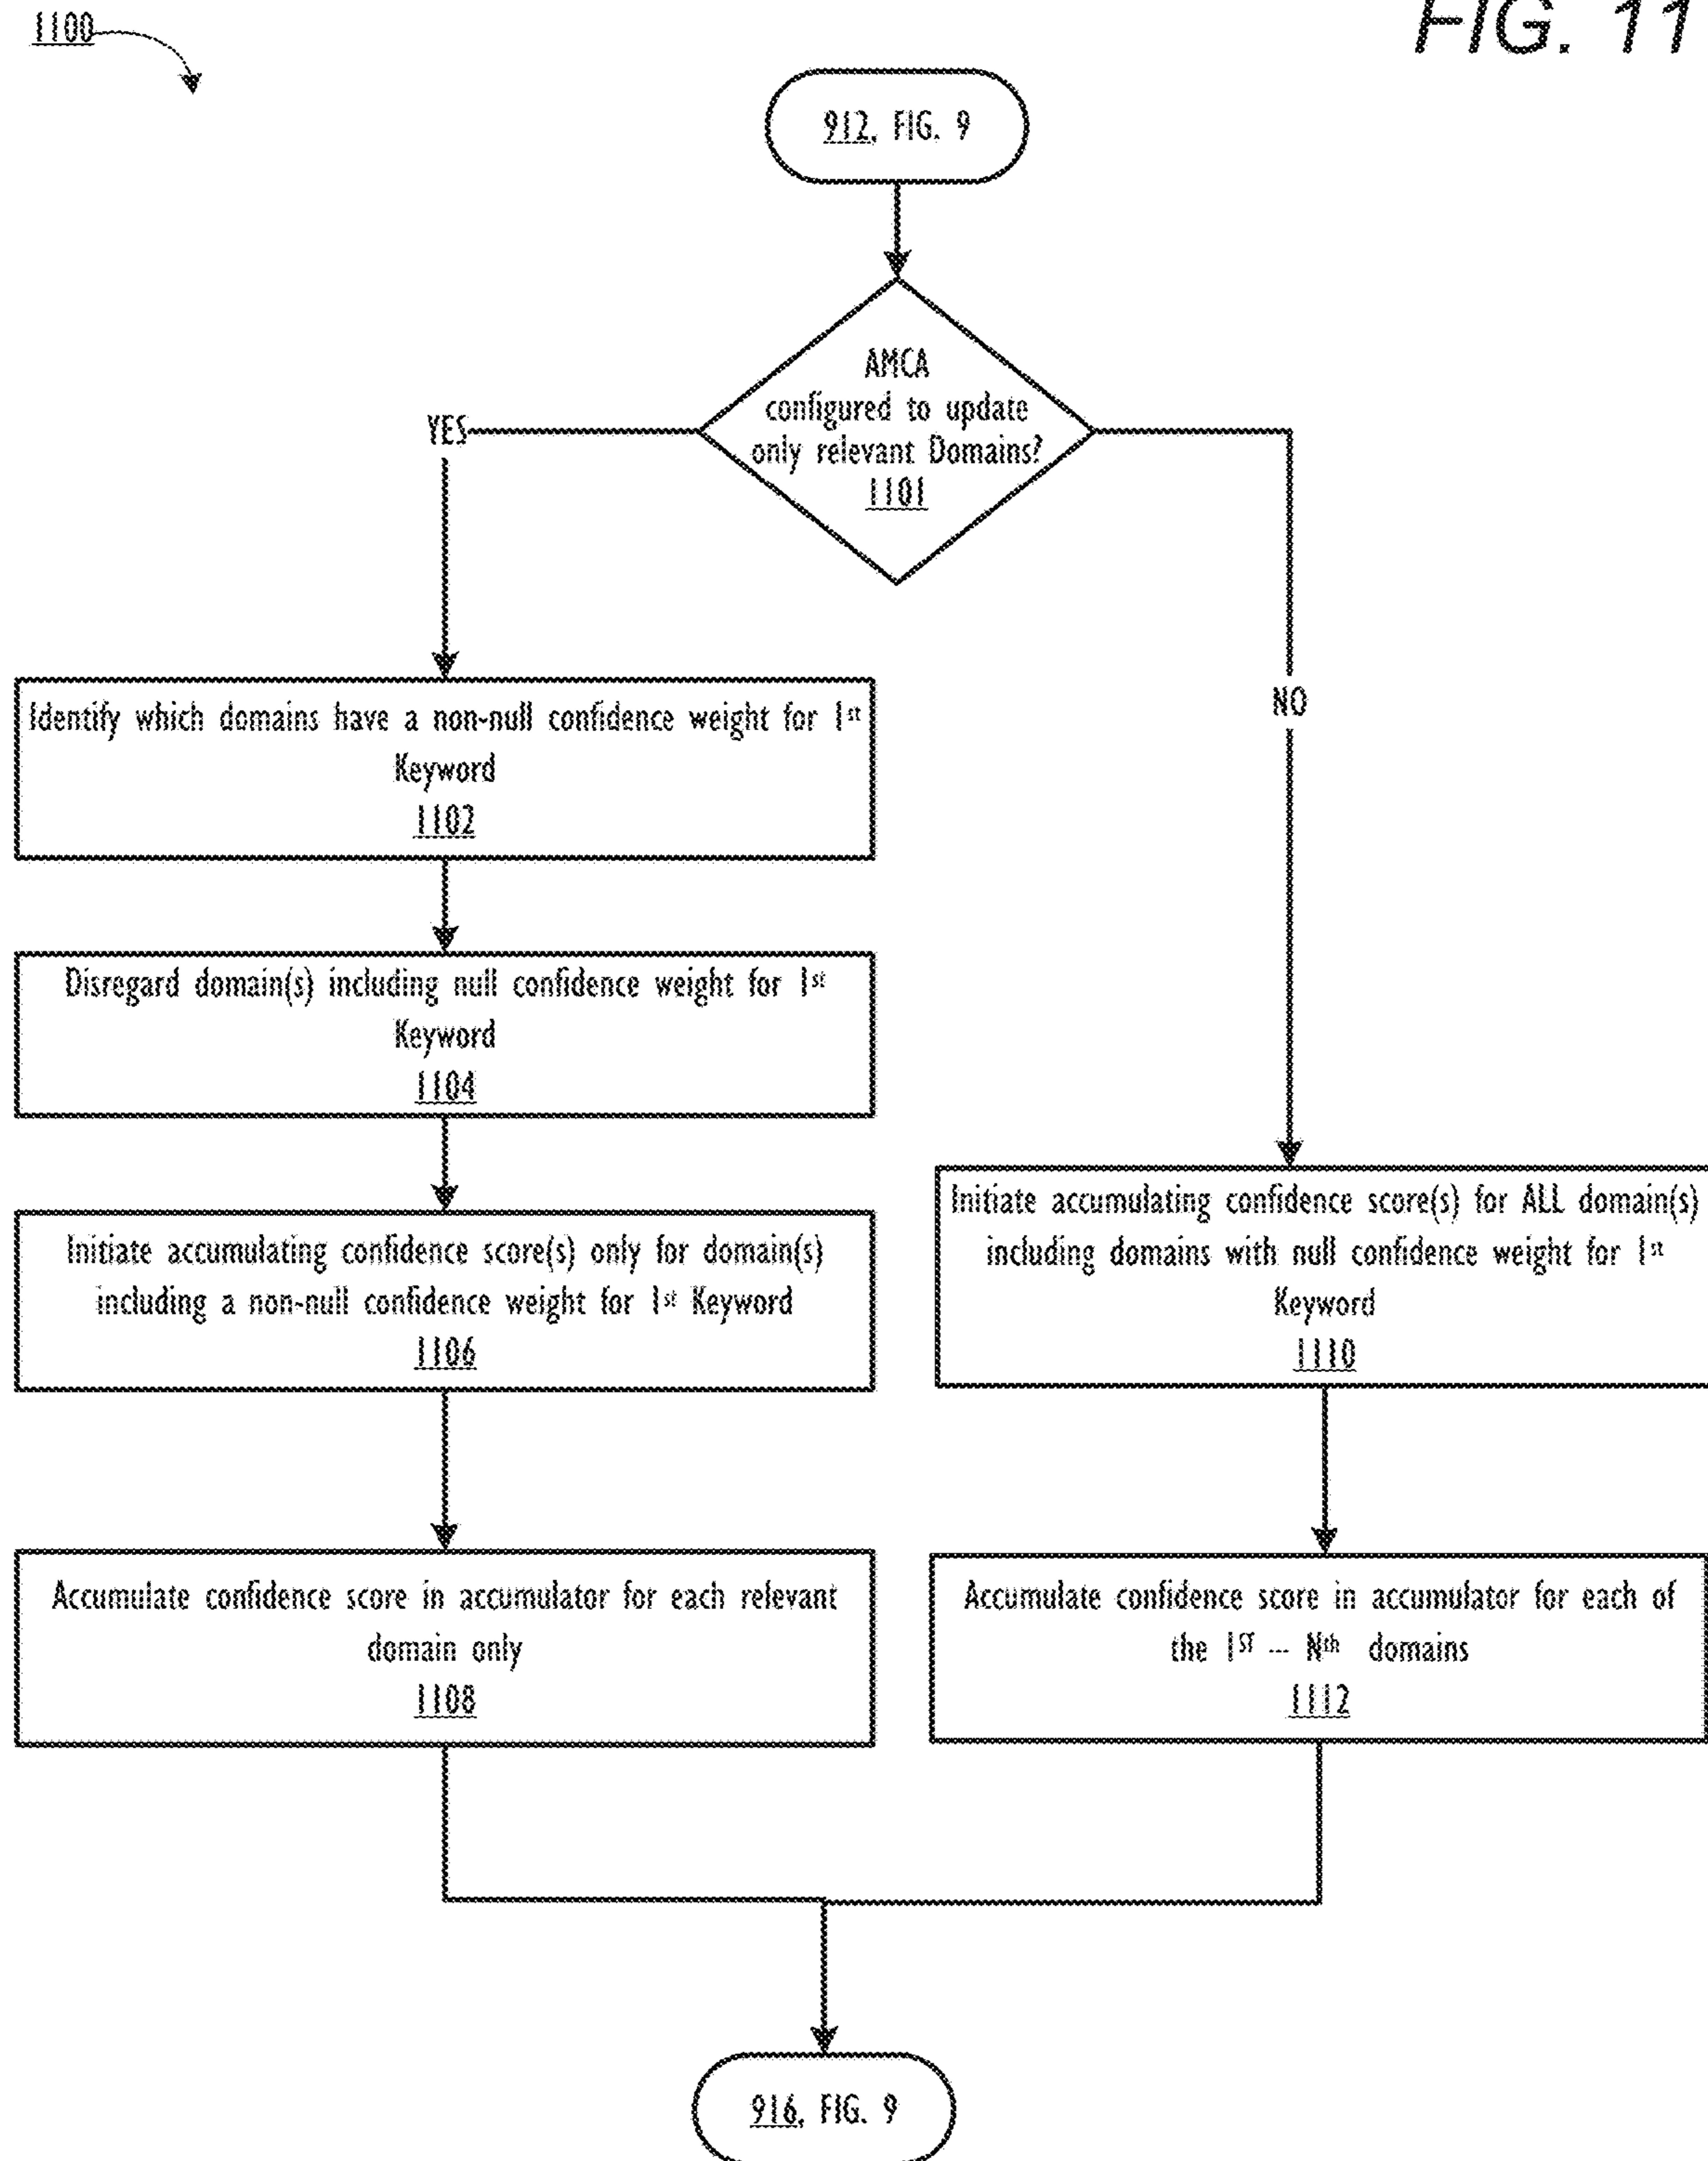 1100
FIG. 11
912, FIG. 9
AMCA
configured to update
only relevant Domains?
1101
YES
NO
Identify which domains have a non-null confidence weight for 1st
Keyword
1102
Disregard domain(s) including null confidence weight for 1st
Keyword
1104
Initiate accumulating confidence score(s) only for domain(s)
including a non-null confidence weight for 1st Keyword
1106
Initiate accumulating confidence score(s) for ALL domain(s)
including domains with null confidence weight for 1st
Keyword
1110
Accumulate confidence score in accumulator for each relevant
domain only
1108
Accumulate confidence score in accumulator for each of
the 1ST --- Nth domains
1112
916, FIG. 9